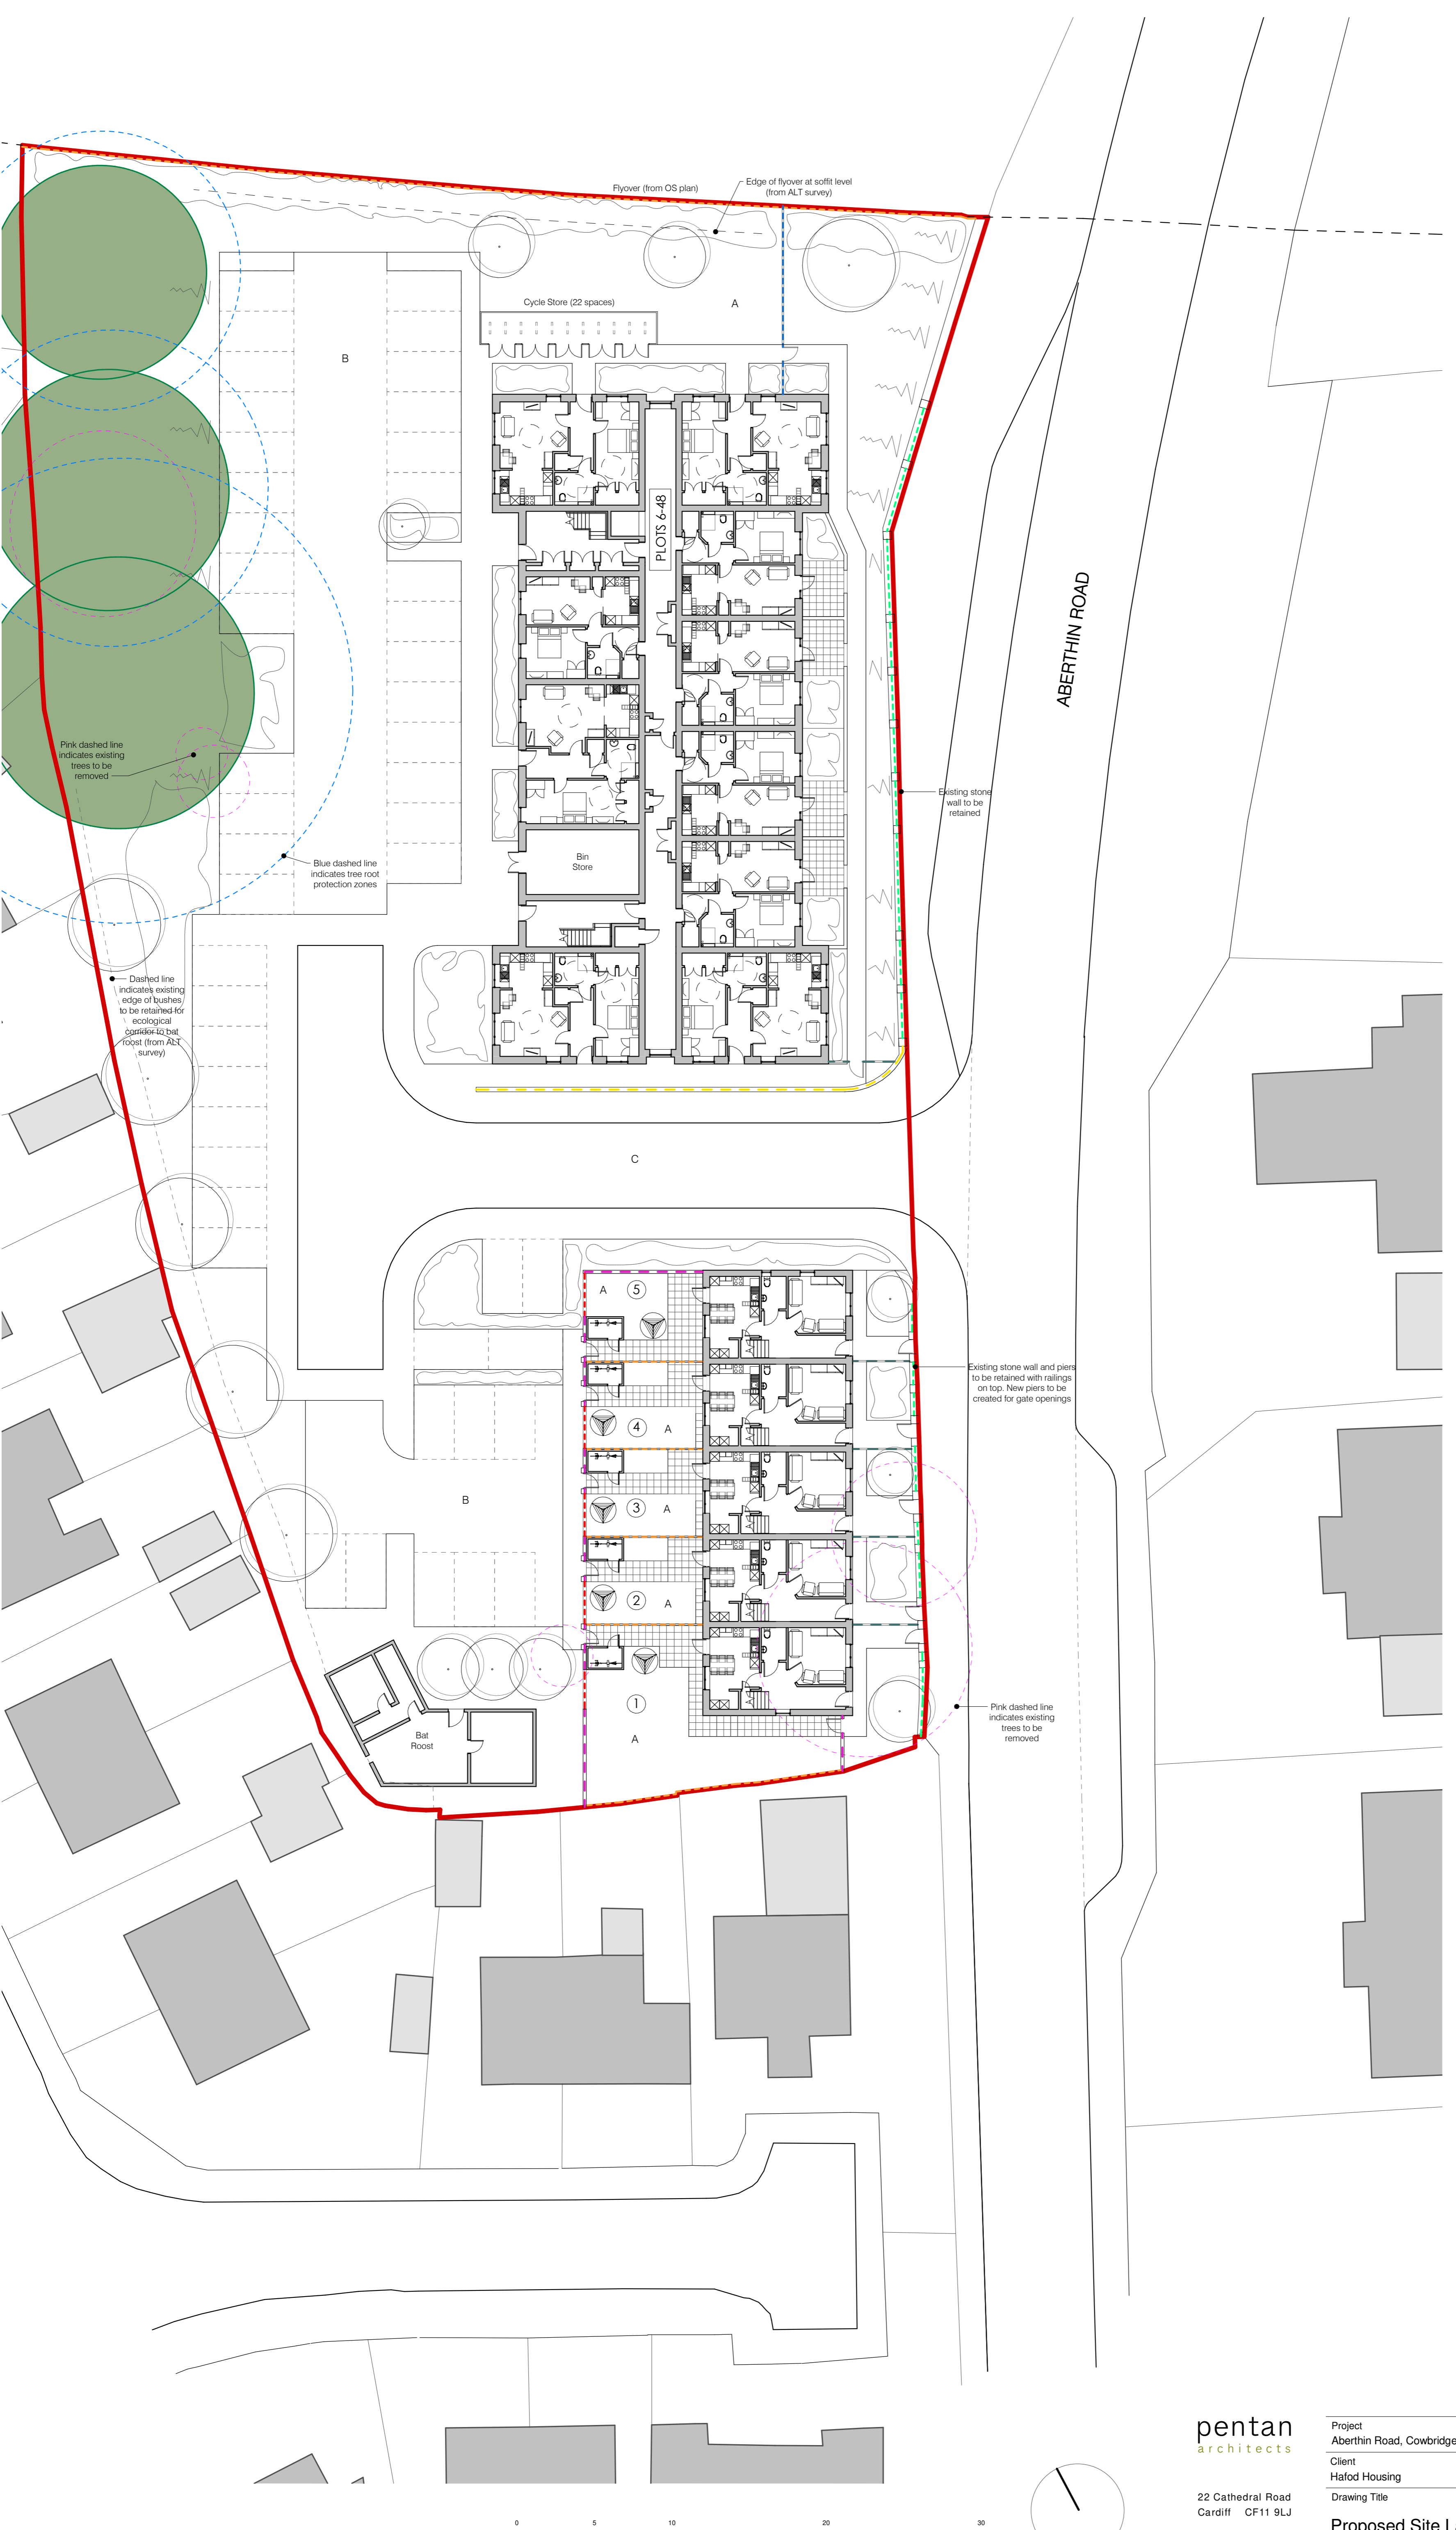 Flyover (from OS plan)
Edge of flyover at soffit level
(from ALT survey)
Cycle Store (22 spaces)
A
B
PLOTS 6-48
ABERTHIN ROAD
Pink dashed line
indicates existing
trees to be
removed
Existing stone
wall to be
retained
Bin
Store
Blue dashed line
indicates tree root
protection zones
Dashed line
indicates existing
edge of bushes
to be retained for
ecological
corridor to bat
roost (from ALT
survey)
C
A
5
Existing stone wall and piers
to be retained with railings
on top. New piers to be
created for gate openings
4
A
B
3
A
2
A
1
A
Pink dashed line
indicates existing
trees to be
removed
Bat
Roost
pentan
architects
22 Cathedral Road
Cardiff CF11 9LJ
Project
Aberthin Road, Cowbridge
Client
Hafod Housing
Drawing Title
Proposed Site L
0
5
10
20
30